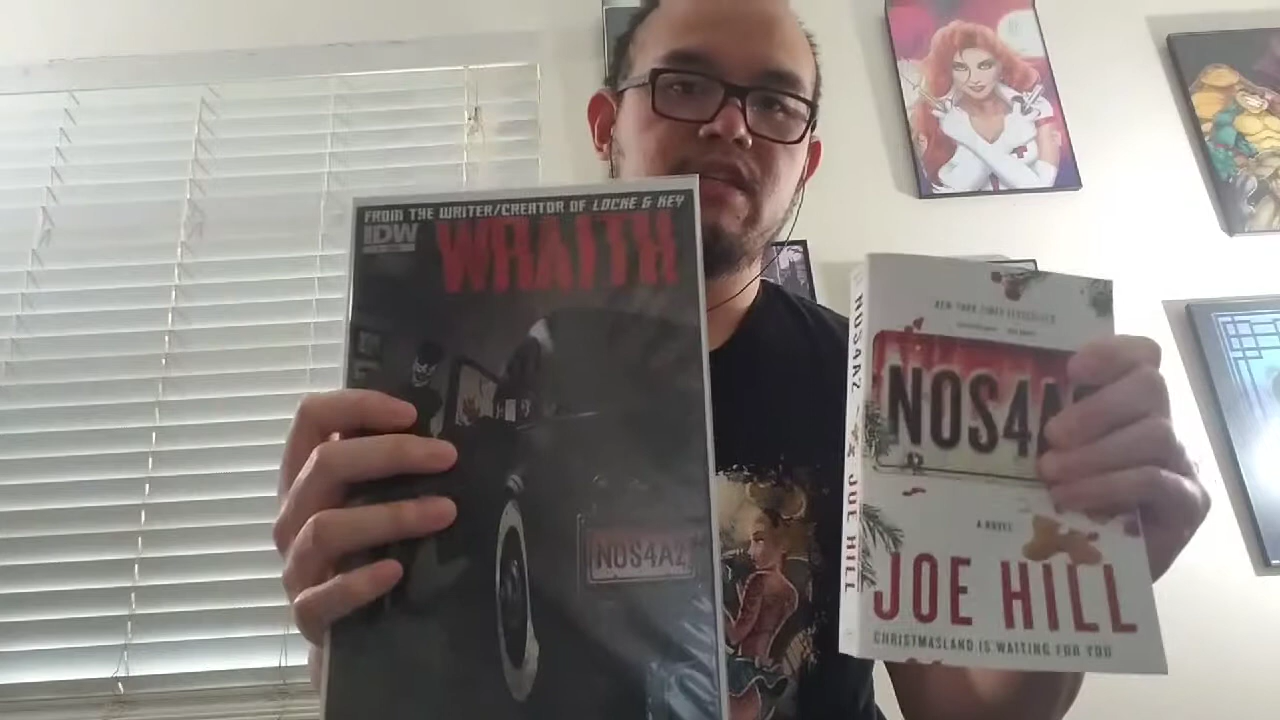 FROM THE WRITER/CREATOR OF LOCKE & KEY
IDW
WRAITH
NOS4A2
NOS4A2
JOE HILL
NEW YORK TIMES BESTSELLER
NOS4A
A NOVEL
JOE HILL
CHRISTMASLAND IS WAITING FOR YOU